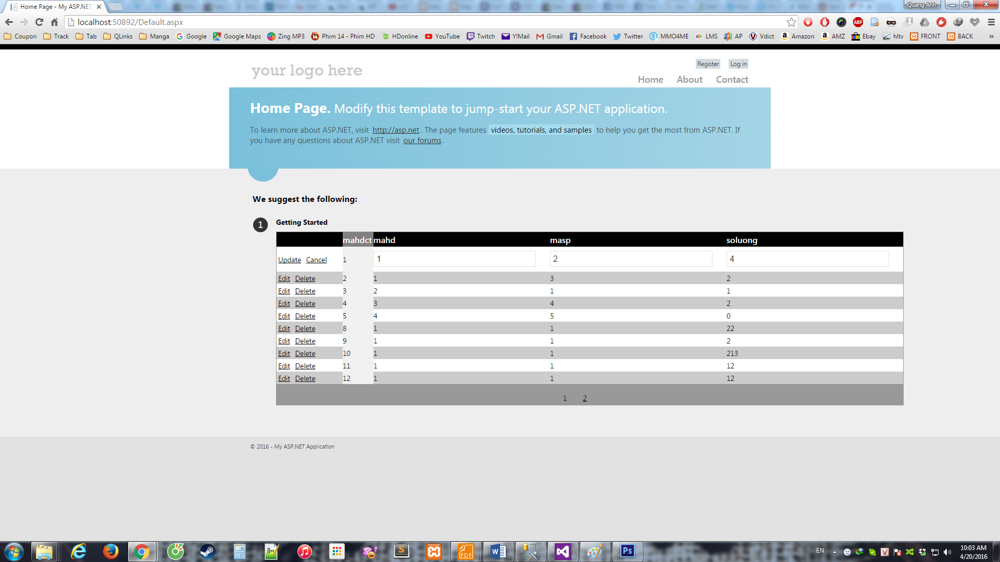 Home Page - My ASP.NET
Quang Anh
localhost:50892/Default.aspx
ABP
Coupon Track Tab QLinks Manga Google Google Maps Zing MP3 Phim 14 - Phim HD HDonline YouTube Twitch Y!Mail Gmail Facebook Twitter MMO4ME LMS AP Vdict Amazon AMZ Ebay hltv FRONT BACK »
Register Log in
your logo here
Home About Contact
Home Page. Modify this template to jump-start your ASP.NET application.
To learn more about ASP.NET, visit http://asp.net. The page features videos, tutorials, and samples to help you get the most from ASP.NET. If
you have any questions about ASP.NET visit our forums.
We suggest the following:
1 Getting Started
mahdct mahd masp soluong
Update Cancel 1 1 2 4
Edit Delete 2 1 3 2
Edit Delete 3 2 1 1
Edit Delete 4 3 4 2
Edit Delete 5 4 5 0
Edit Delete 8 1 1 22
Edit Delete 9 1 1 2
Edit Delete 10 1 1 213
Edit Delete 11 1 1 12
Edit Delete 12 1 1 12
1 2
© 2016 - My ASP.NET Application
PDF
Ps
EN
10:03 AM
4/20/2016